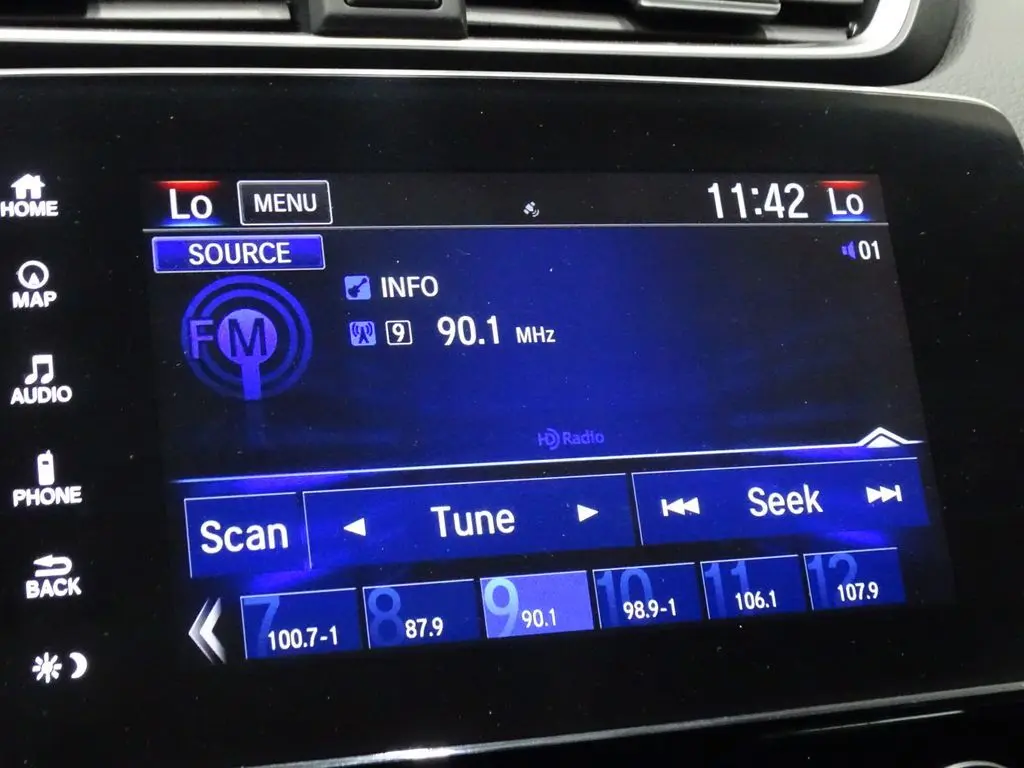 Lo MENU 11:42 Lo
HOME
SOURCE 01
INFO
FM
9 90.1 MHz
MAP
AUDIO
HD Radio
PHONE
Scan Tune Seek
BACK
7 100.7-1 8 87.9 9 90.1 10 98.9-1 11 106.1 12 107.9